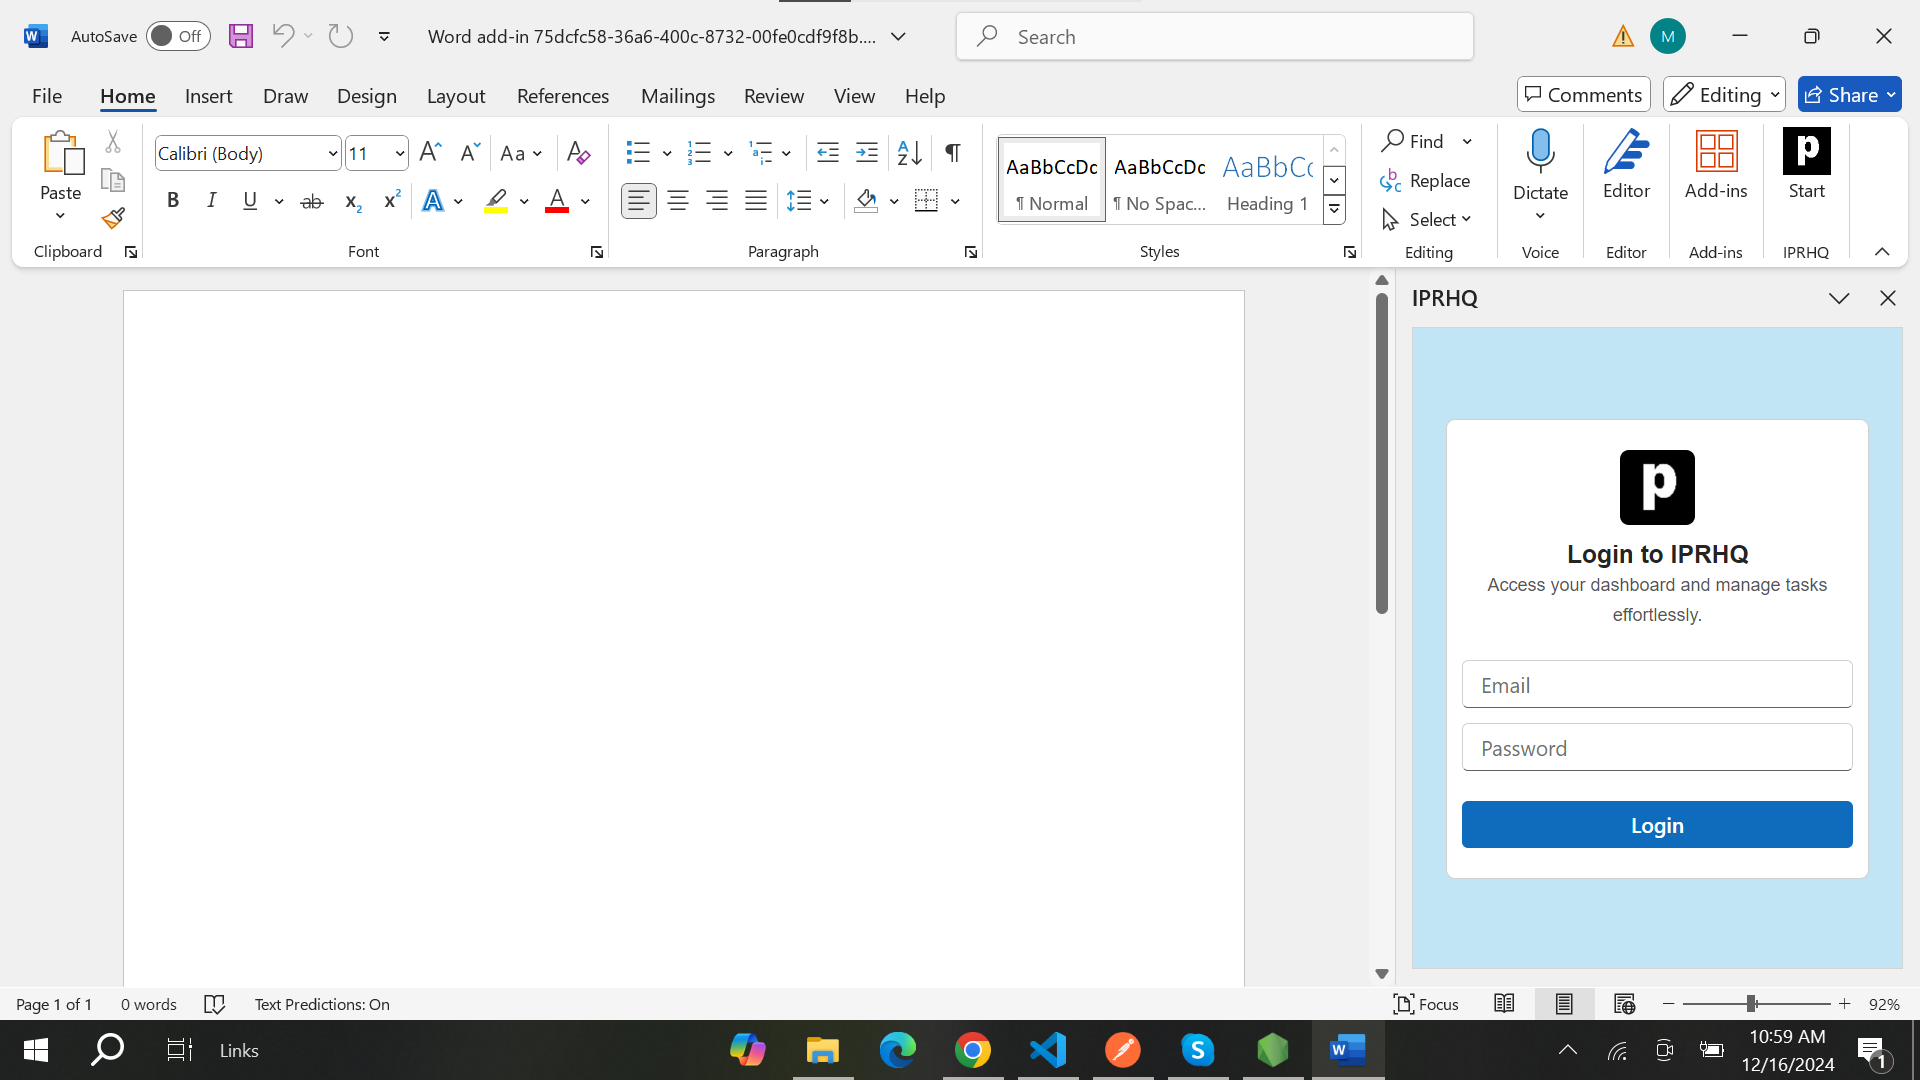 AutoSave Off Word add-in 75dcfc58-36a6-400c-8732-00fe0cdf9f8b.... Search M
File Home Insert Draw Design Layout References Mailings Review View Help Comments Editing Share
Calibri (Body) 11 Aa AaBbCcDc AaBbCcDc AaBbCc Find
Paste ¶ Normal ¶ No Spac... Heading 1 Replace Dictate Editor Add-ins Start
Select
Clipboard Font Paragraph Styles Editing Voice Editor Add-ins IPRHQ
IPRHQ
p
Login to IPRHQ
Access your dashboard and manage tasks
effortlessly.
Email
Password
Login
Page 1 of 1 0 words Text Predictions: On Focus 92%
Links 10:59 AM
12/16/2024 1